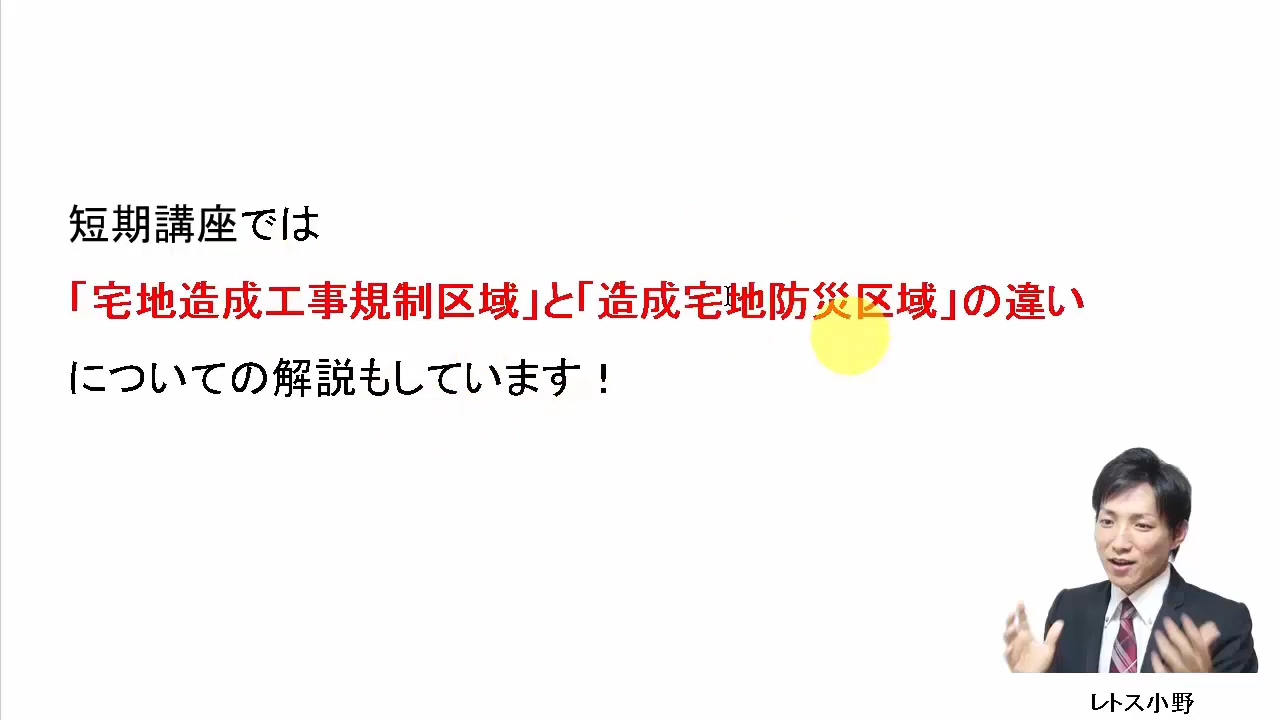 短期講座では
「宅地造成工事規制区域」と「造成宅地防災区域」の違い
についての解説もしています！
レトス小野